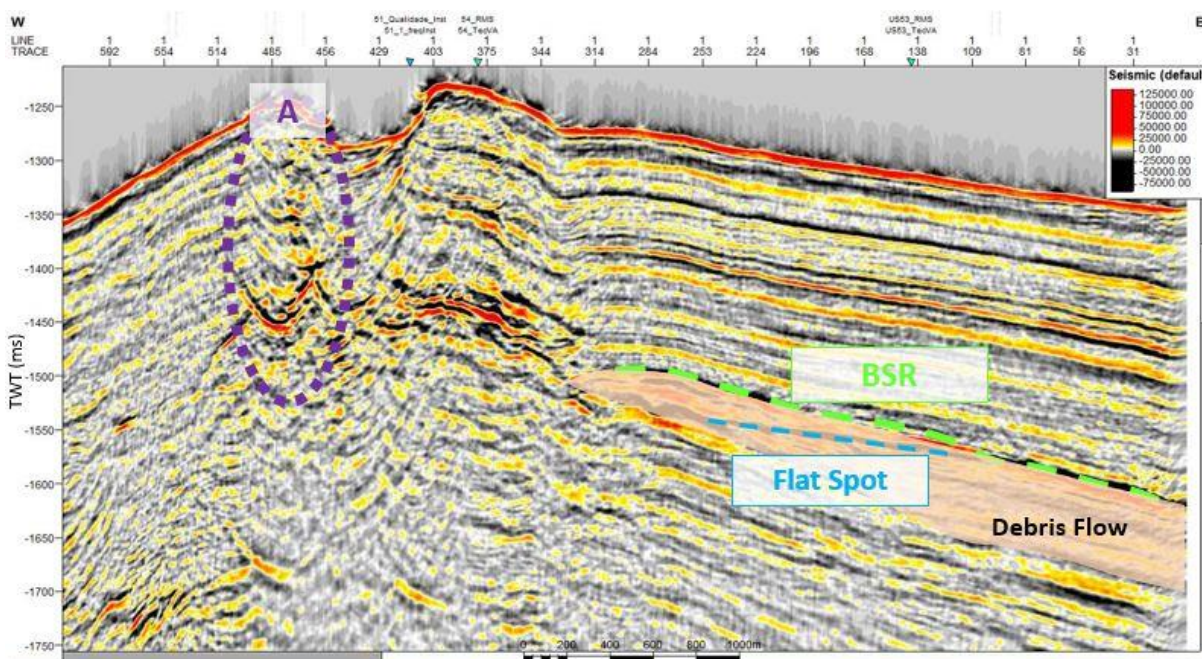 W
E
51_Qualidade_Inst 54_RMS US53_RMS
51_1_freqInst 54_TecVA US53_TecVA
LINE 1 1 1 1 1 1 1 1 1 1 1 1 1 1 1 1 1 1 1 1
TRACE 592 554 514 485 456 429 403 375 344 314 284 253 224 196 168 138 109 81 56 31
Seismic (default
125000.00
100000.00
75000.00
50000.00
25000.00
0.00
-25000.00
-50000.00
-75000.00
A
-1250
-1300
-1350
-1400
-1450
-1500
-1550
-1600
-1650
-1700
-1750
TWT (ms)
BSR
Flat Spot
Debris Flow
0 200 400 600 800 1000m